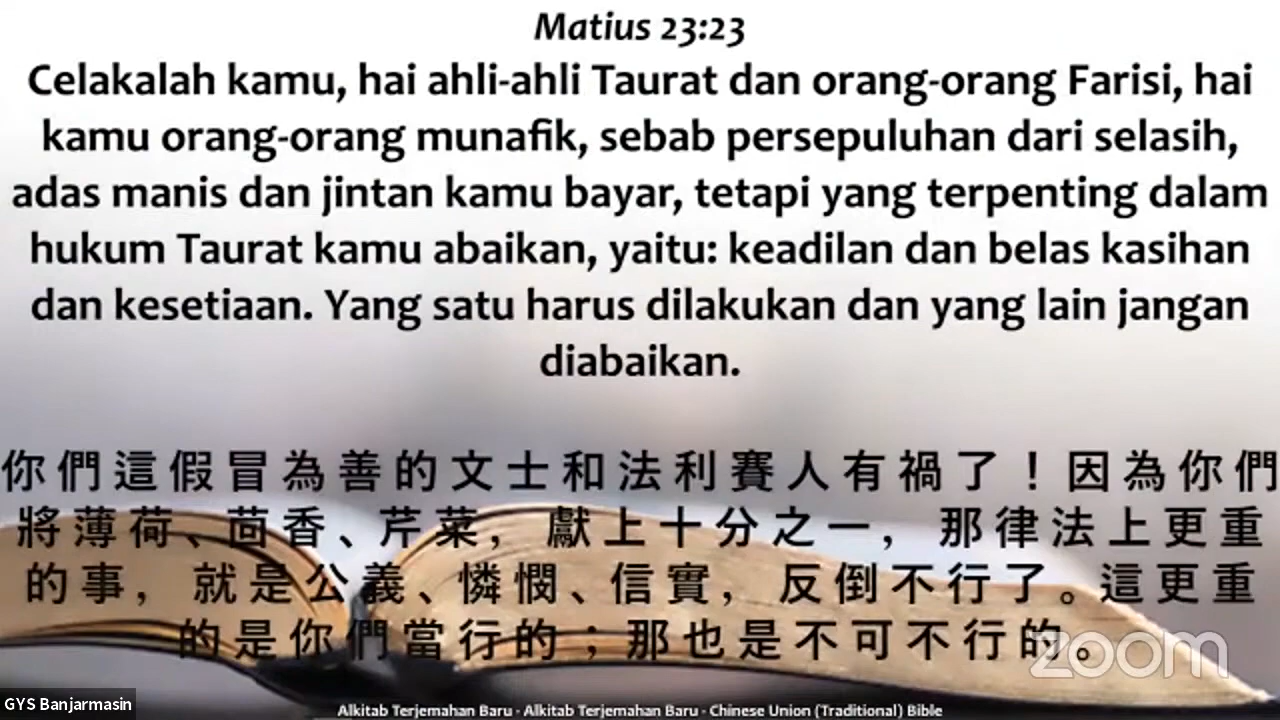 Matius 23:23
Celakalah kamu, hai ahli-ahli Taurat dan orang-orang Farisi, hai
kamu orang-orang munafik, sebab persepuluhan dari selasih,
adas manis dan jintan kamu bayar, tetapi yang terpenting dalam
hukum Taurat kamu abaikan, yaitu: keadilan dan belas kasihan
dan kesetiaan. Yang satu harus dilakukan dan yang lain jangan
diabaikan.
你們這假冒為善的文士和法利賽人有禍了！因為你們
將薄荷、茴香、芹菜，獻上十分之一，那律法上更重
的事，就是公義、憐憫、信實，反倒不行了。這更重
的是你們當行的；那也是不可不行的。
zoom
GYS Banjarmasin
Alkitab Terjemahan Baru - Alkitab Terjemahan Baru - Chinese Union (Traditional) Bible